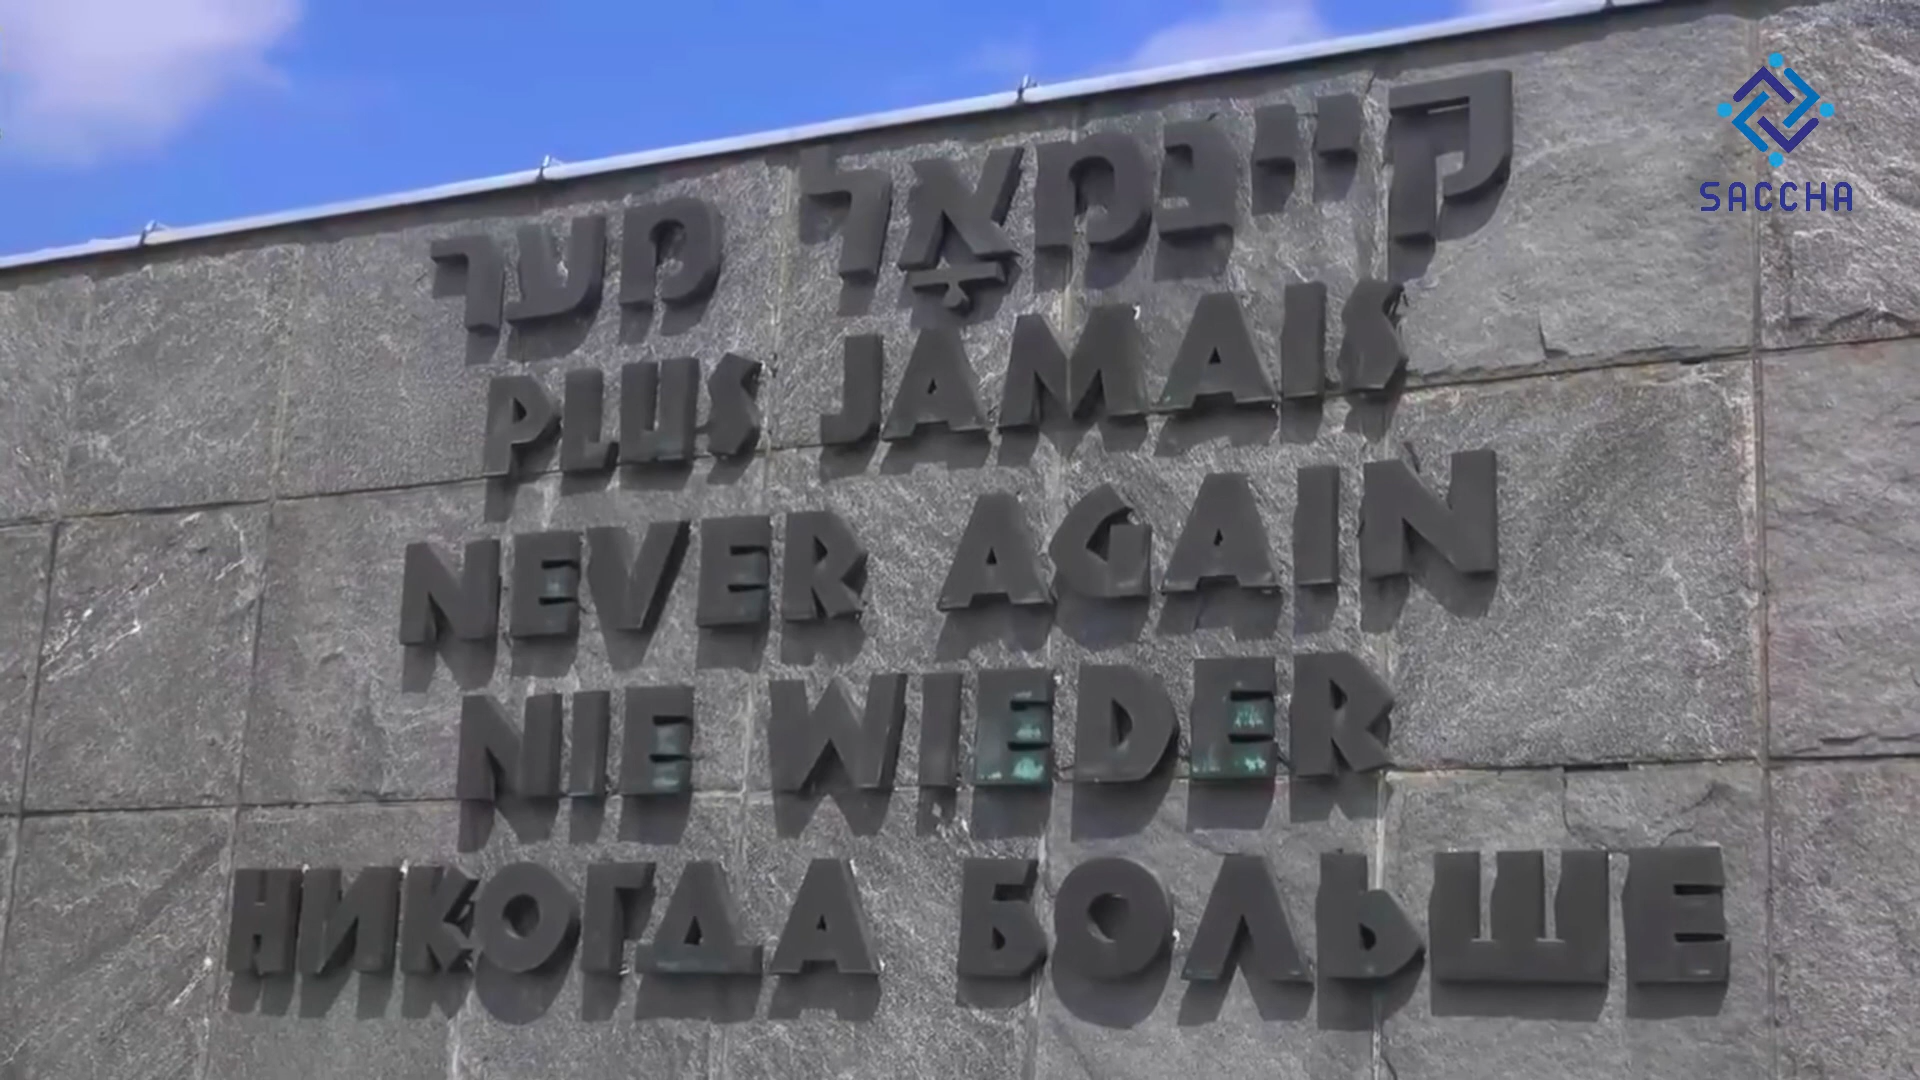 קיינמאָל מער
PLUS JAMAIS
NEVER AGAIN
NIE WIEDER
НИКОГДА БОЛЬШЕ
SACCHA